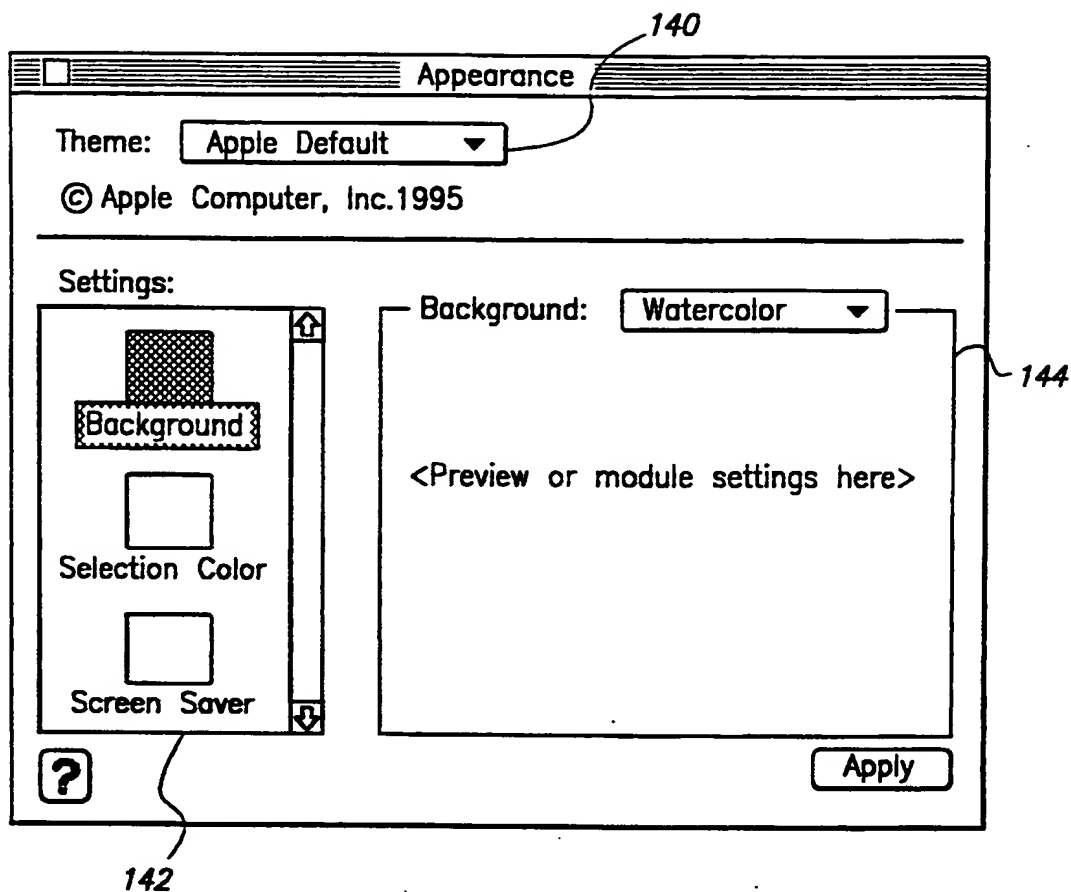 140
Appearance
Theme: Apple Default
© Apple Computer, Inc.1995
Settings:
Background
Selection Color
Screen Saver
Background: Watercolor
144
<Preview or module settings here>
?
Apply
142